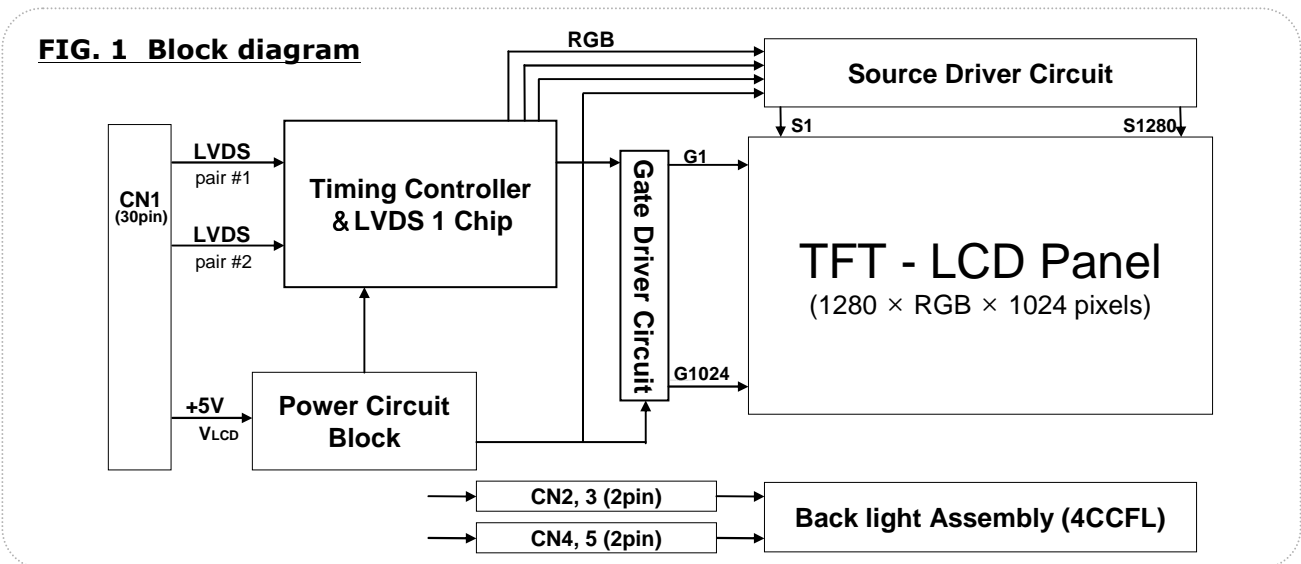 FIG. 1 Block diagram
RGB
Source Driver Circuit
S1
S1280
CN1
(30pin)
LVDS
pair #1
LVDS
pair #2
Timing Controller
&LVDS 1 Chip
Gate Driver Circuit
G1
G1024
TFT - LCD Panel
(1280 × RGB × 1024 pixels)
+5V
VLCD
Power Circuit
Block
CN2, 3 (2pin)
CN4, 5 (2pin)
Back light Assembly (4CCFL)